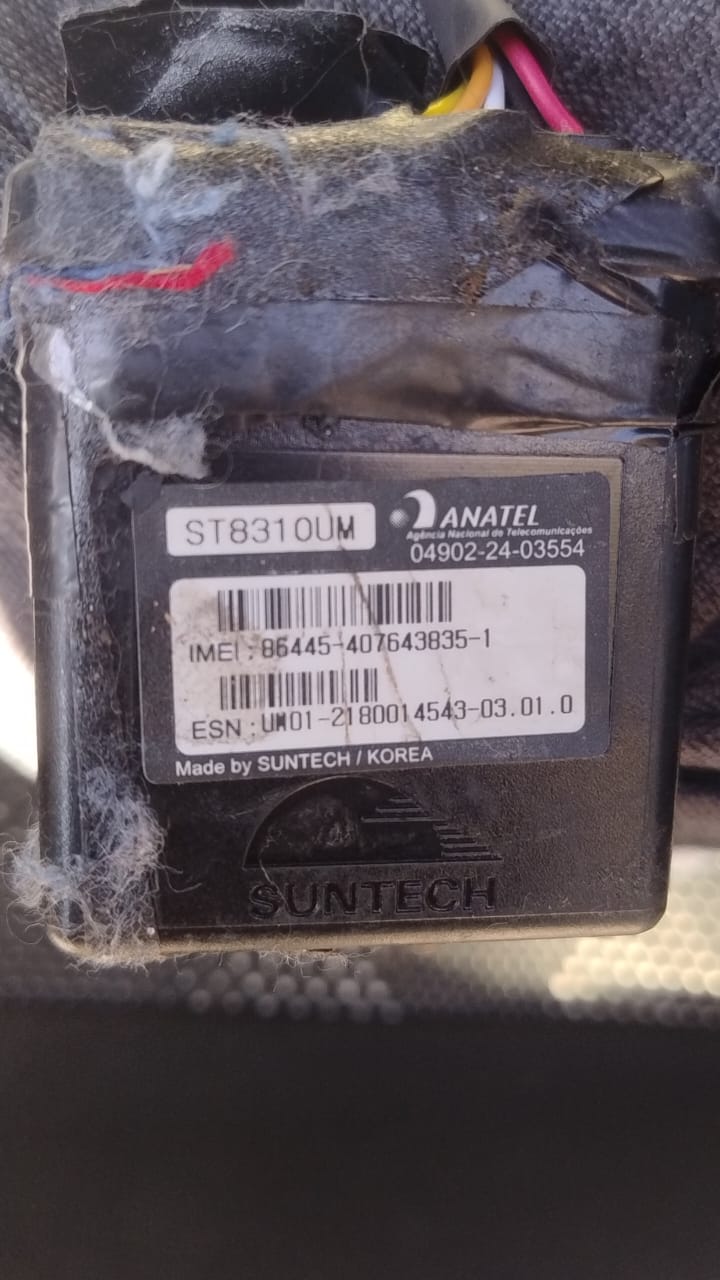 ST8310UM
ANATEL
Agência Nacional de Telecomunicações
04902-24-03554
IMEI : 86445-407643835-1
ESN : UM01-2180014543-03.01.0
Made by SUNTECH / KOREA
SUNTECH